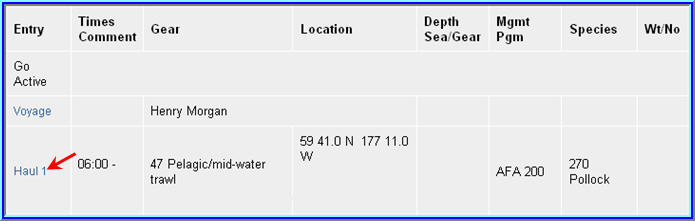 Entry Times Comment Gear Location Depth Sea/Gear Mgmt Pgm Species Wt/No
Go Active
Voyage Henry Morgan
Haul 1 06:00 - 47 Pelagic/mid-water trawl 59 41.0 N 177 11.0 W AFA 200 270 Pollock